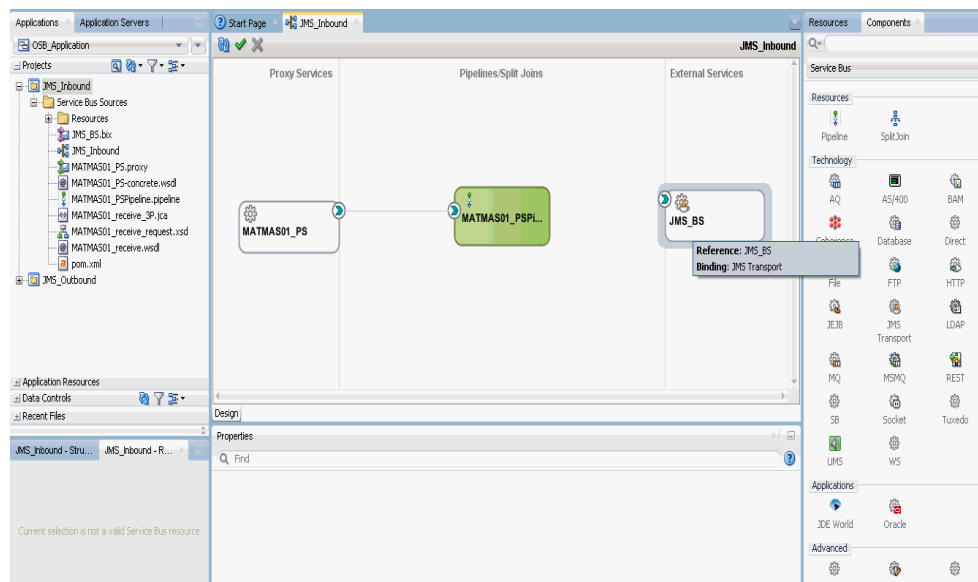 Applications
Application Servers
Start Page
JMS_Inbound
Resources
Components
OSB_Application
JMS_Inbound
Service Bus
Projects
Proxy Services
Pipelines/Split Joins
External Services
JMS_Inbound
Service Bus Sources
Resources
JMS_BS.bix
JMS_Inbound
MATMAS01_PS.proxy
MATMAS01_PS-concrete.wsdl
MATMAS01_PSPipeline.pipeline
MATMAS01_receive_3P.jca
MATMAS01_receive_request.xsd
MATMAS01_receive.wsdl
pom.xml
JMS_Outbound
Application Resources
Data Controls
Recent Files
JMS_Inbound - Stru...
JMS_Inbound - R...
Current selection is not a valid Service Bus resource
MATMAS01_PS
MATMAS01_PSPi...
JMS_BS
Reference: JMS_BS
Binding: JMS Transport
Design
Properties
Find
Resources
Pipeline
SplitJoin
Technology
AQ
AS/400
BAM
Coherence
Database
Direct
File
FTP
HTTP
JEJB
JMS Transport
LDAP
MQ
MSMQ
REST
SB
Socket
Tuxedo
UMS
WS
Applications
JDE World
Oracle
Advanced